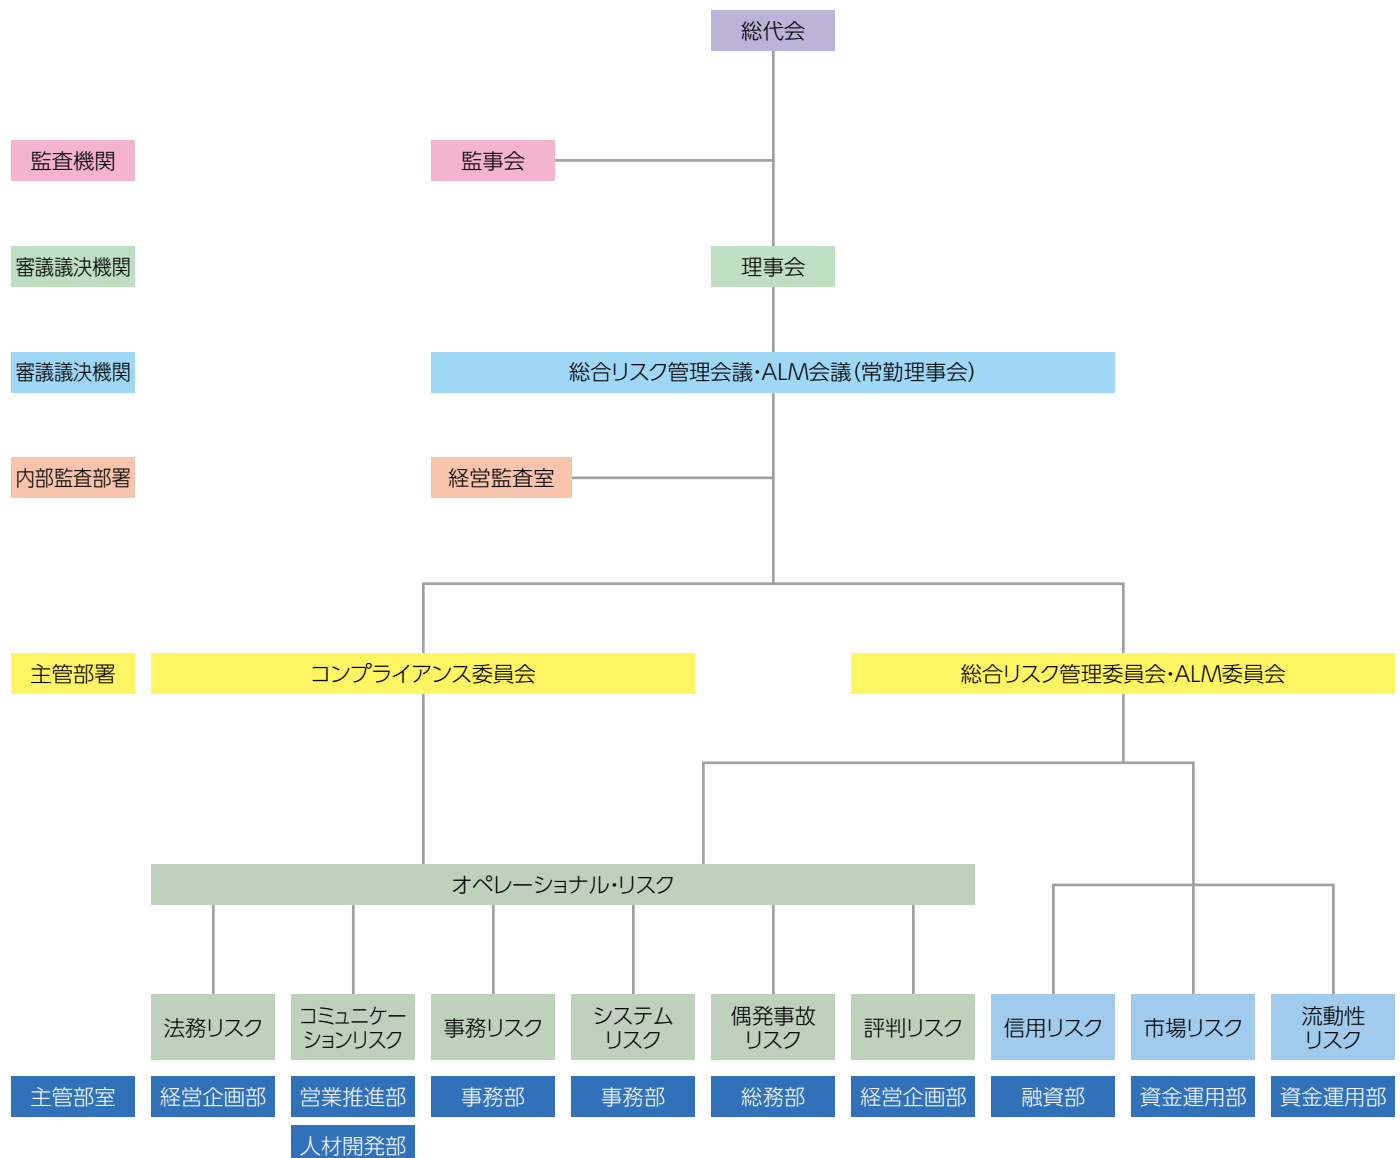 総代会
監査機関
監事会
審議議決機関
理事会
審議議決機関
総合リスク管理会議・ALM会議（常勤理事会）
内部監査部署
経営監査室
主管部署
コンプライアンス委員会
総合リスク管理委員会・ALM委員会
オペレーショナル・リスク
法務リスク
コミュニケー
ションリスク
事務リスク
システム
リスク
偶発事故
リスク
評判リスク
信用リスク
市場リスク
流動性
リスク
主管部室
経営企画部
営業推進部
事務部
事務部
総務部
経営企画部
融資部
資金運用部
資金運用部
人材開発部